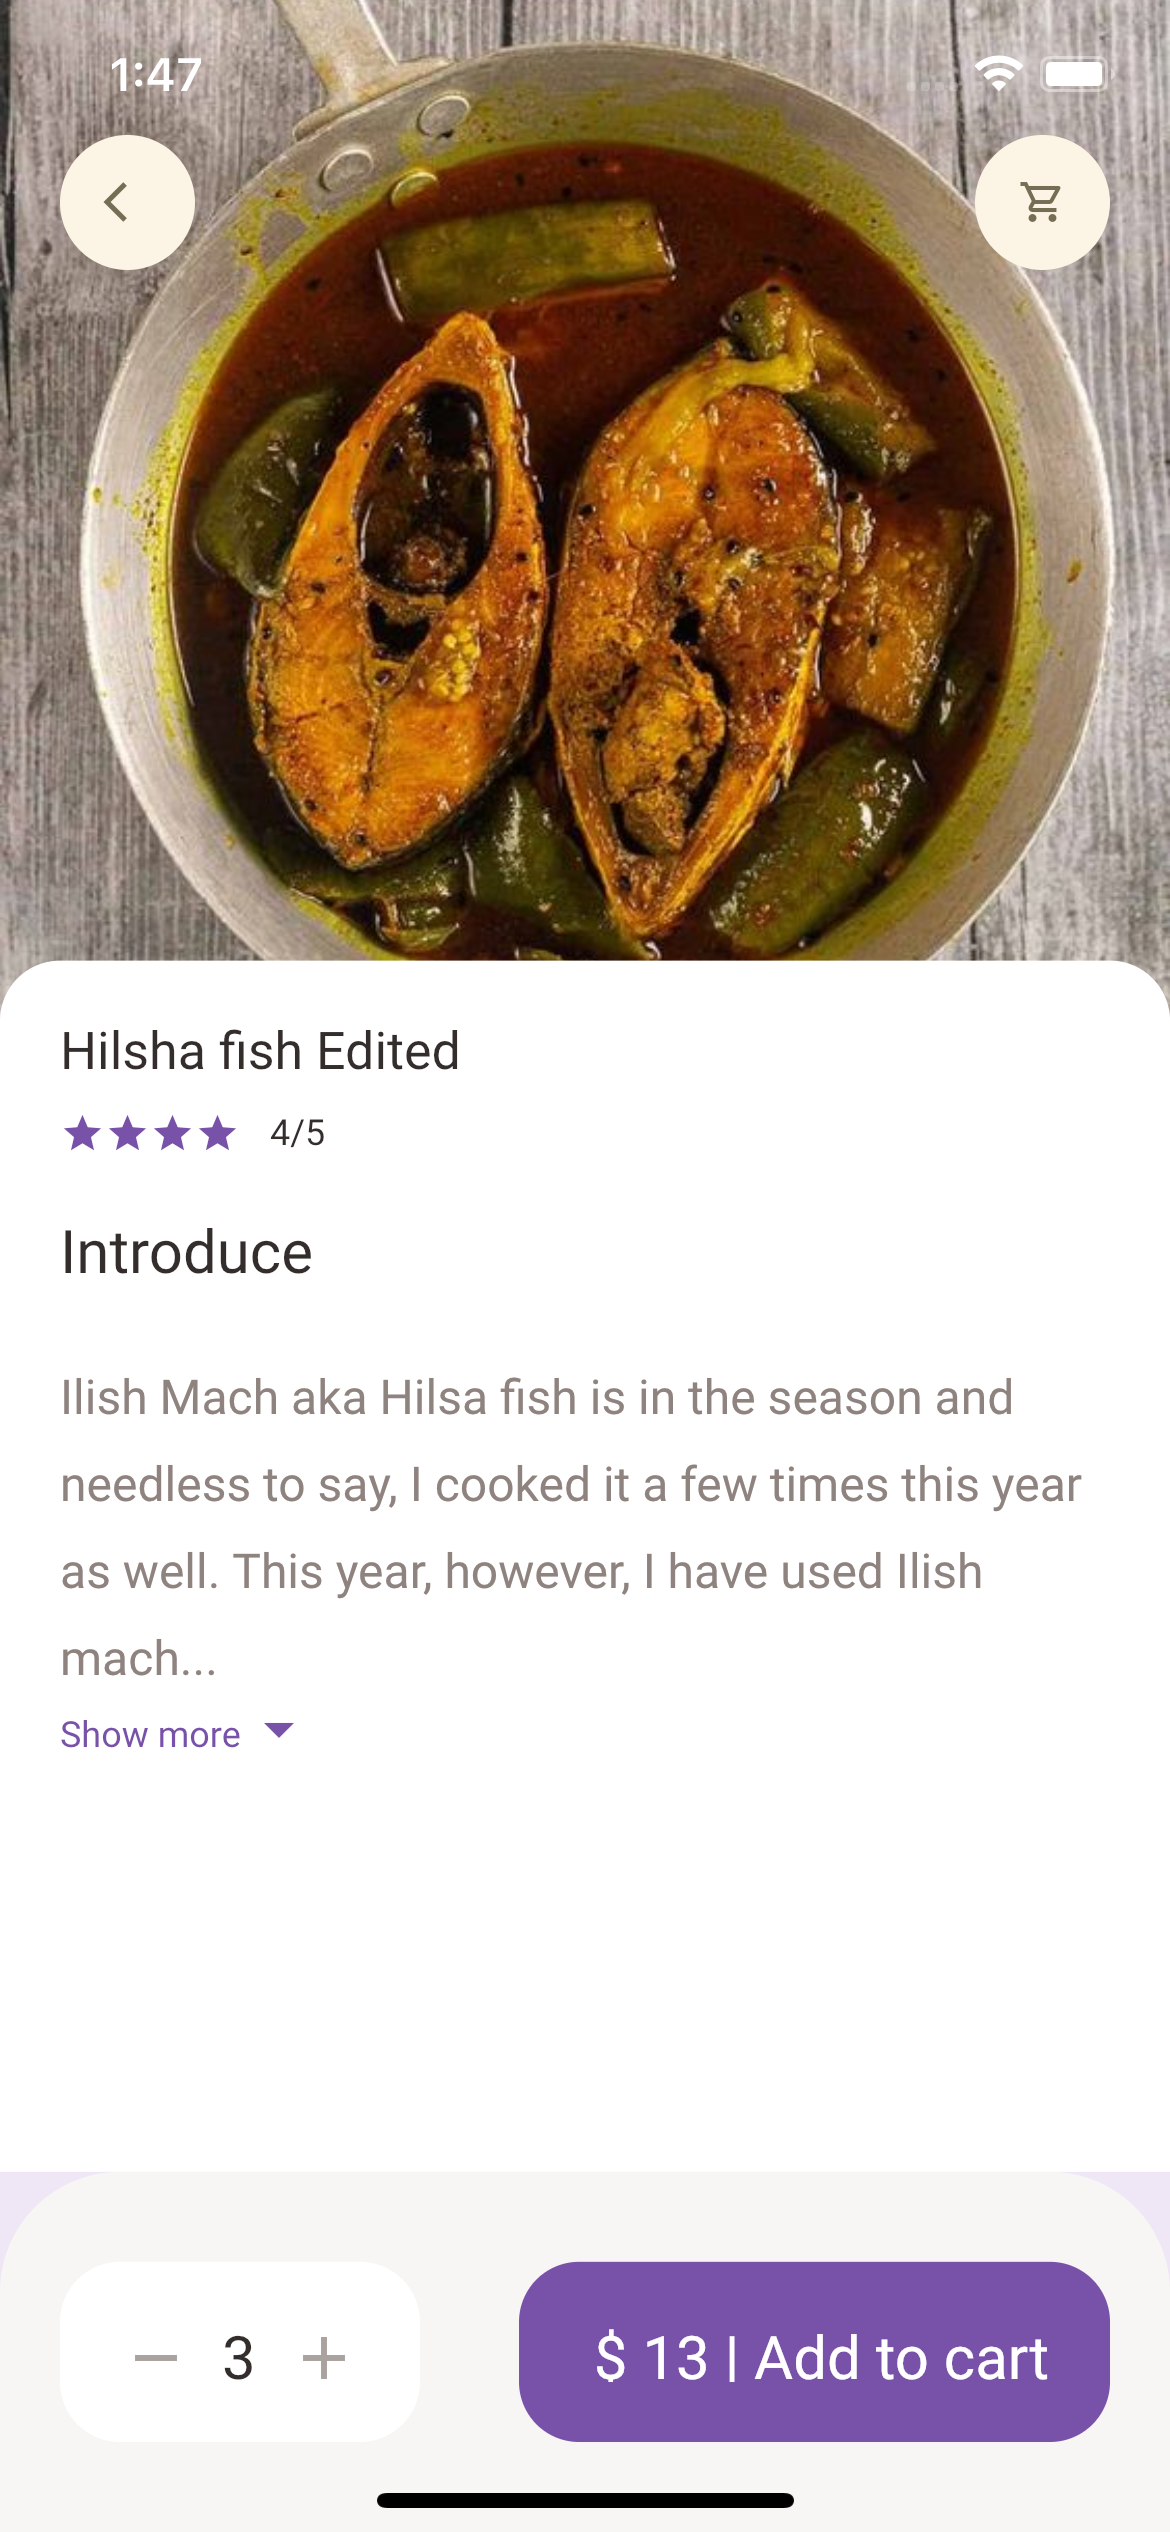 1:47
Hilsha fish Edited
4/5
Introduce
Ilish Mach aka Hilsa fish is in the season and
needless to say, I cooked it a few times this year
as well. This year, however, I have used Ilish
mach...
Show more
3
$ 13 | Add to cart